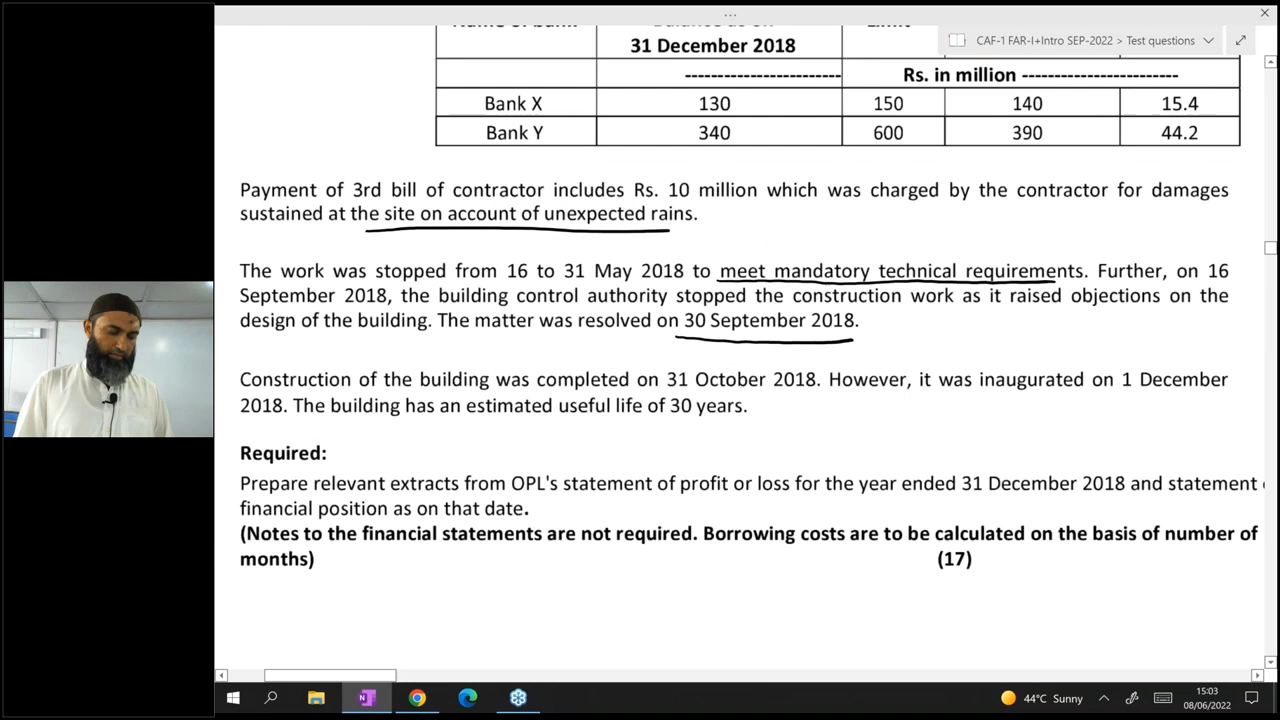 CAF-1 FAR-I+Intro SEP-2022 > Test questions
31 December 2018
Rs. in million
Bank X 130 150 140 15.4
Bank Y 340 600 390 44.2
Payment of 3rd bill of contractor includes Rs. 10 million which was charged by the contractor for damages
sustained at the site on account of unexpected rains.
The work was stopped from 16 to 31 May 2018 to meet mandatory technical requirements. Further, on 16
September 2018, the building control authority stopped the construction work as it raised objections on the
design of the building. The matter was resolved on 30 September 2018.
Construction of the building was completed on 31 October 2018. However, it was inaugurated on 1 December
2018. The building has an estimated useful life of 30 years.
Required:
Prepare relevant extracts from OPL's statement of profit or loss for the year ended 31 December 2018 and statement
financial position as on that date.
(Notes to the financial statements are not required. Borrowing costs are to be calculated on the basis of number of
months) (17)
44°C Sunny
15:03
08/06/2022